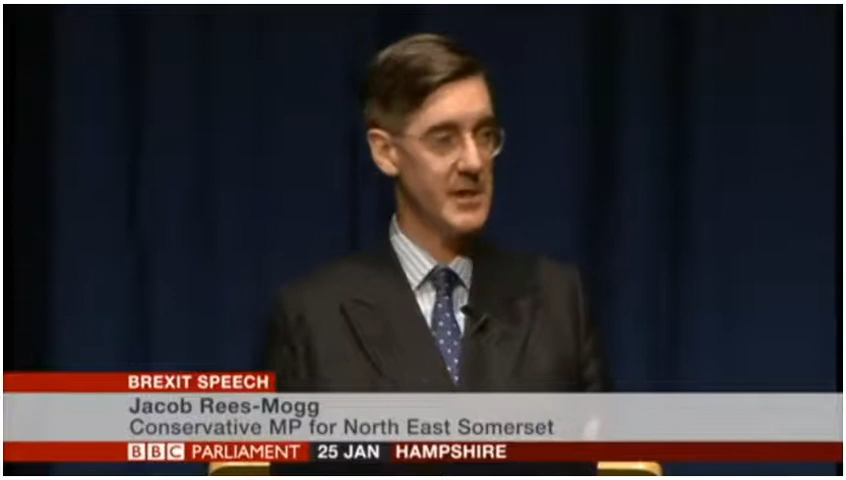 BREXIT SPEECH
Jacob Rees-Mogg
Conservative MP for North East Somerset
BBC PARLIAMENT 25 JAN HAMPSHIRE